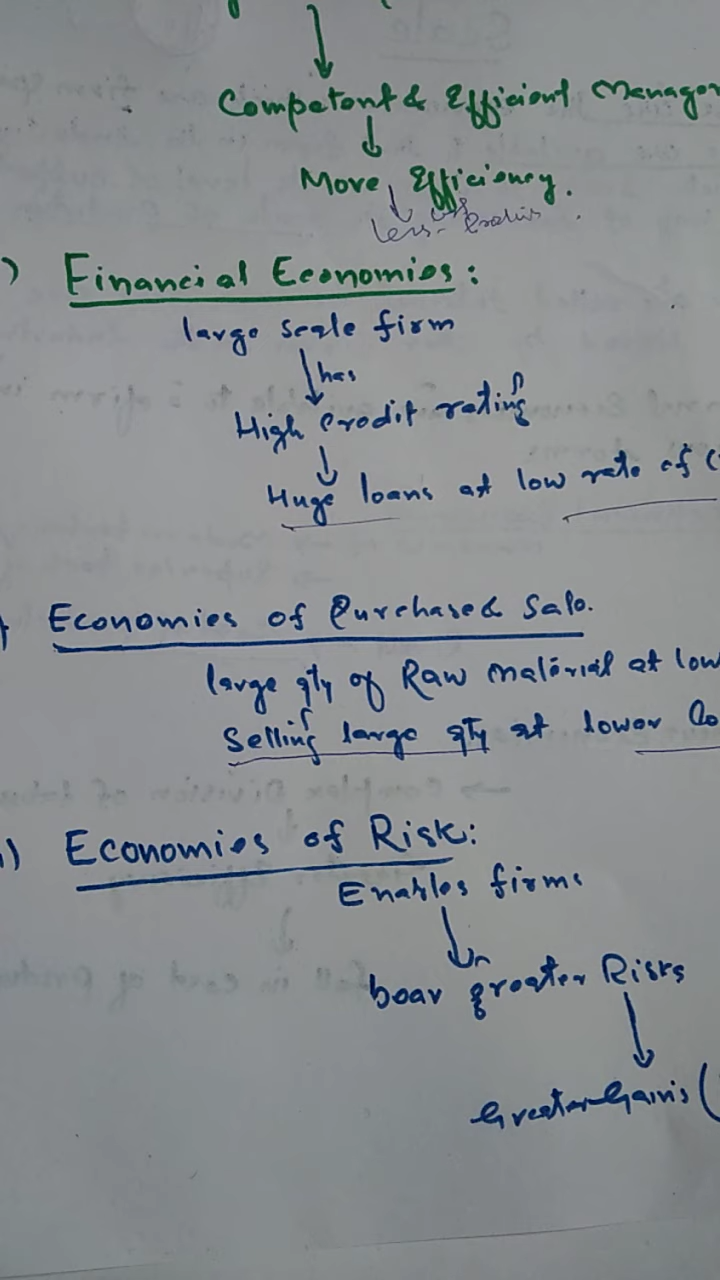 Competent & Efficient Manager
More Efficiency.
less
) Financial Economies:
large scale firm
has
High credit rating
Huge loans at low rate of
Economies of Purchase & Sale.
large qty of Raw Material at low
Selling large qty at lower Co
) Economies of Risk:
Enables firms
bear greater Risks
Greater Gains (